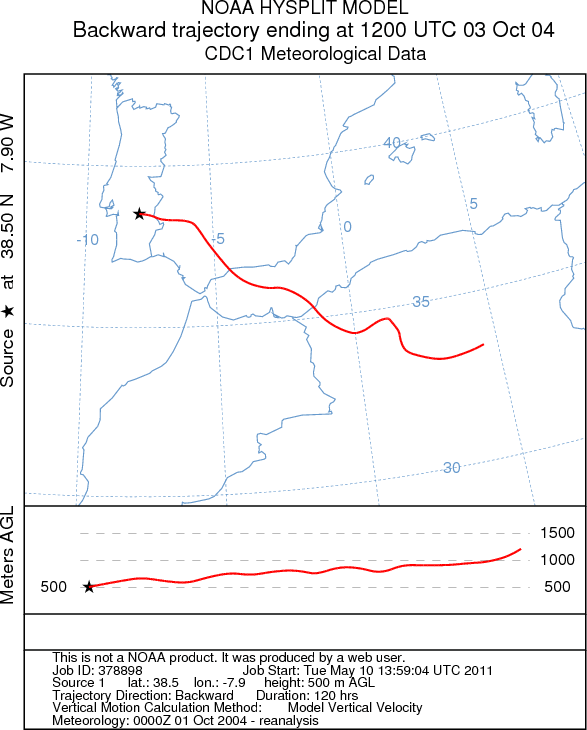 NOAA HYSPLIT MODEL
Backward trajectory ending at 1200 UTC 03 Oct 04
CDC1 Meteorological Data
Source ★ at 38.50 N 7.90 W
40
-10
-5
0
5
35
30
Meters AGL
1500
1000
500
500
This is not a NOAA product. It was produced by a web user.
Job ID: 378898 Job Start: Tue May 10 13:59:04 UTC 2011
Source 1 lat.: 38.5 lon.: -7.9 height: 500 m AGL
Trajectory Direction: Backward Duration: 120 hrs
Vertical Motion Calculation Method: Model Vertical Velocity
Meteorology: 0000Z 01 Oct 2004 - reanalysis